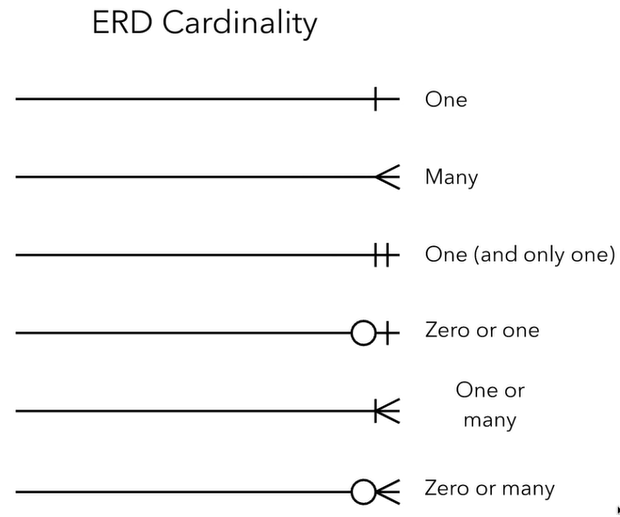 ERD Cardinality
One
Many
One (and only one)
Zero or one
One or
many
Zero or many